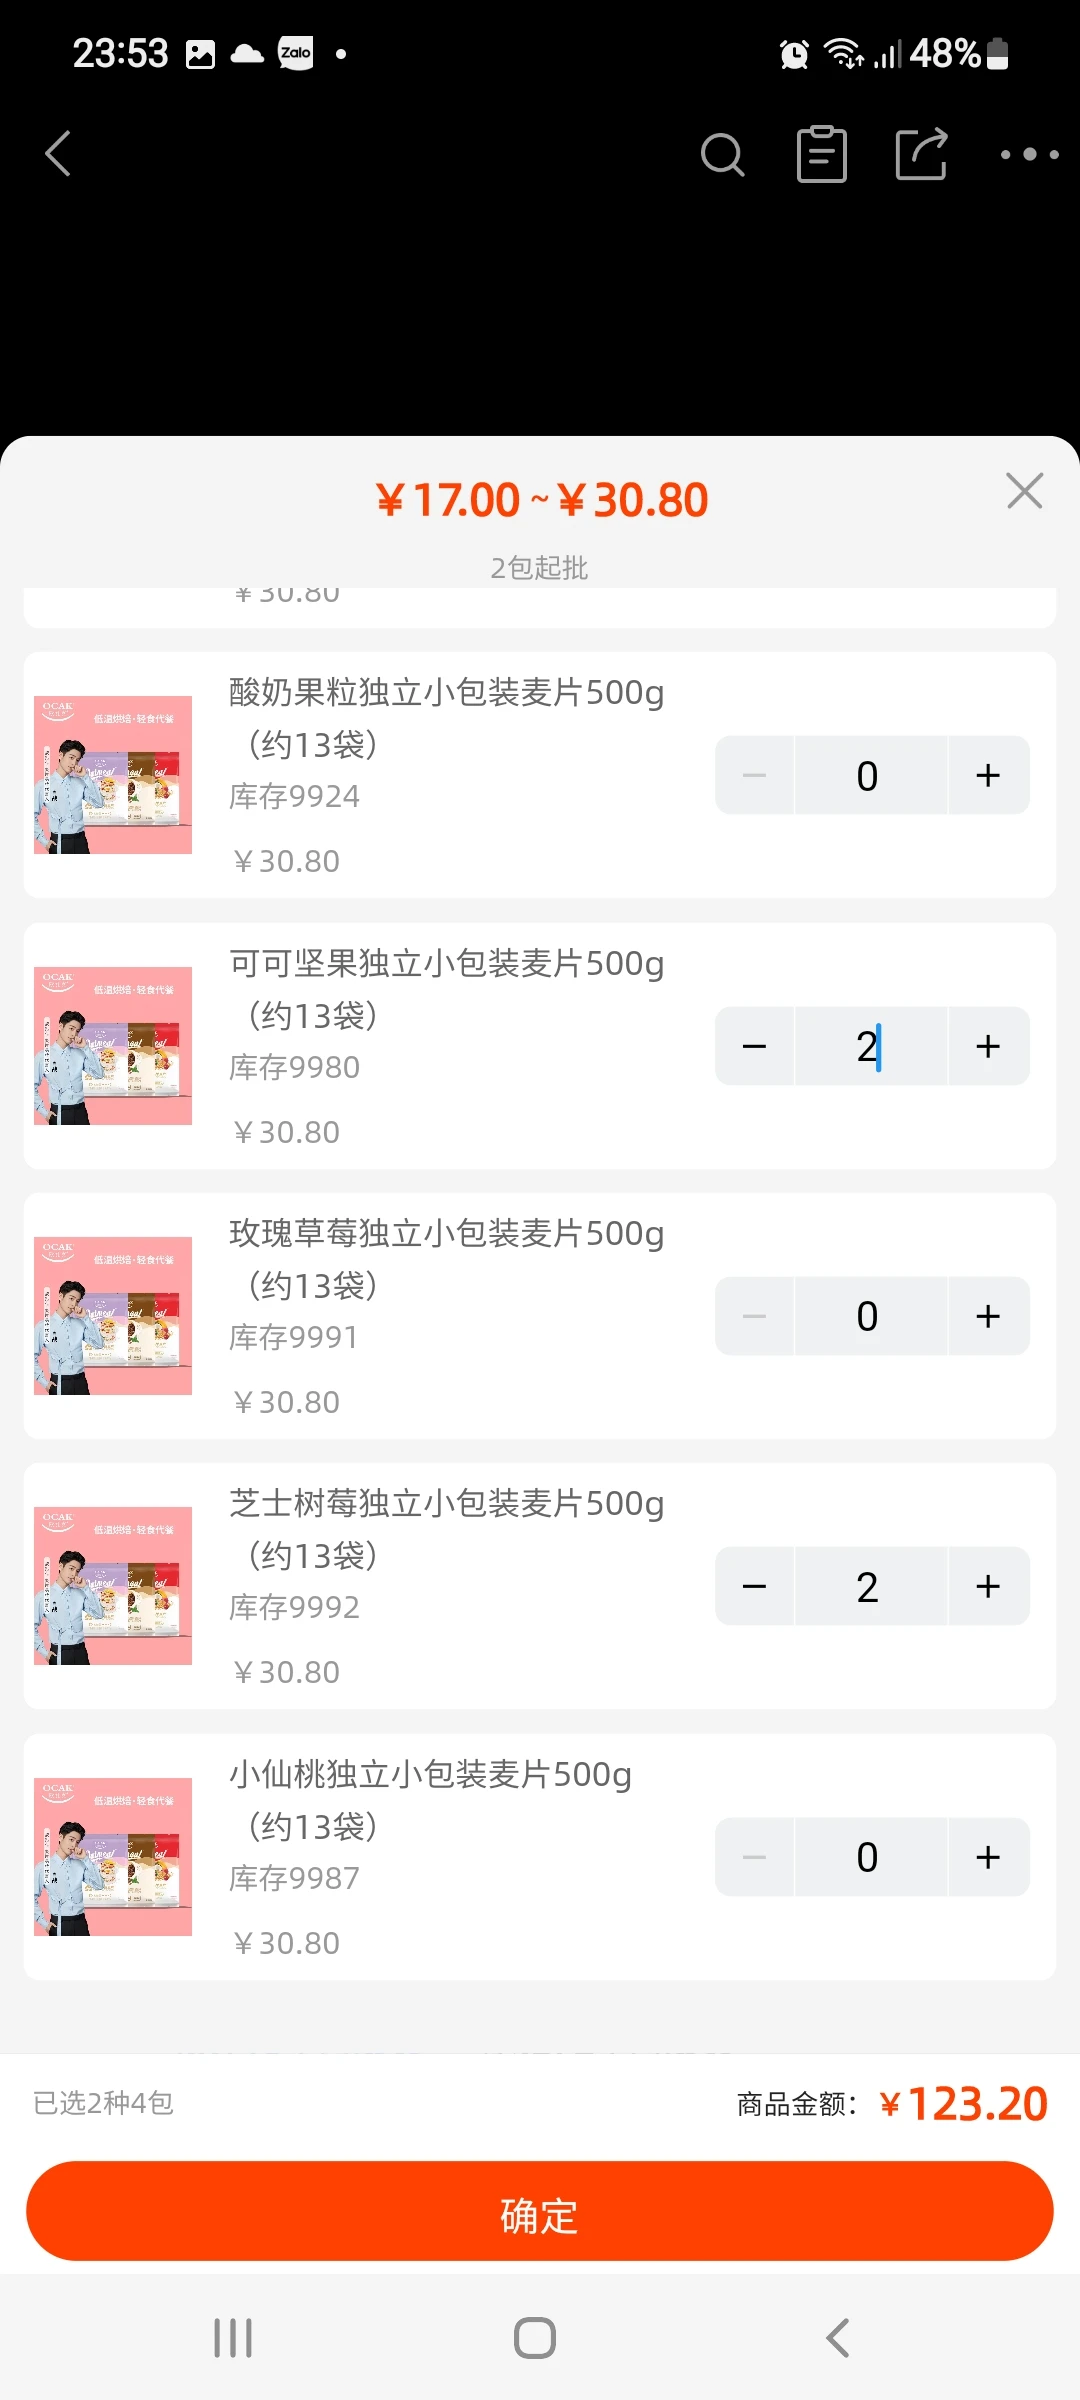 23:53
Zalo
48%
¥17.00~¥30.80
2包起批
¥30.80
酸奶果粒独立小包装麦片500g
（约13袋）
库存9924
¥30.80
0
OCAK
低温烘焙·轻食代餐
可可坚果独立小包装麦片500g
（约13袋）
库存9980
¥30.80
2
OCAK
低温烘焙·轻食代餐
玫瑰草莓独立小包装麦片500g
（约13袋）
库存9991
¥30.80
0
OCAK
低温烘焙·轻食代餐
芝士树莓独立小包装麦片500g
（约13袋）
库存9992
¥30.80
2
OCAK
低温烘焙·轻食代餐
小仙桃独立小包装麦片500g
（约13袋）
库存9987
¥30.80
0
OCAK
低温烘焙·轻食代餐
已选2种4包
商品金额：¥123.20
确定